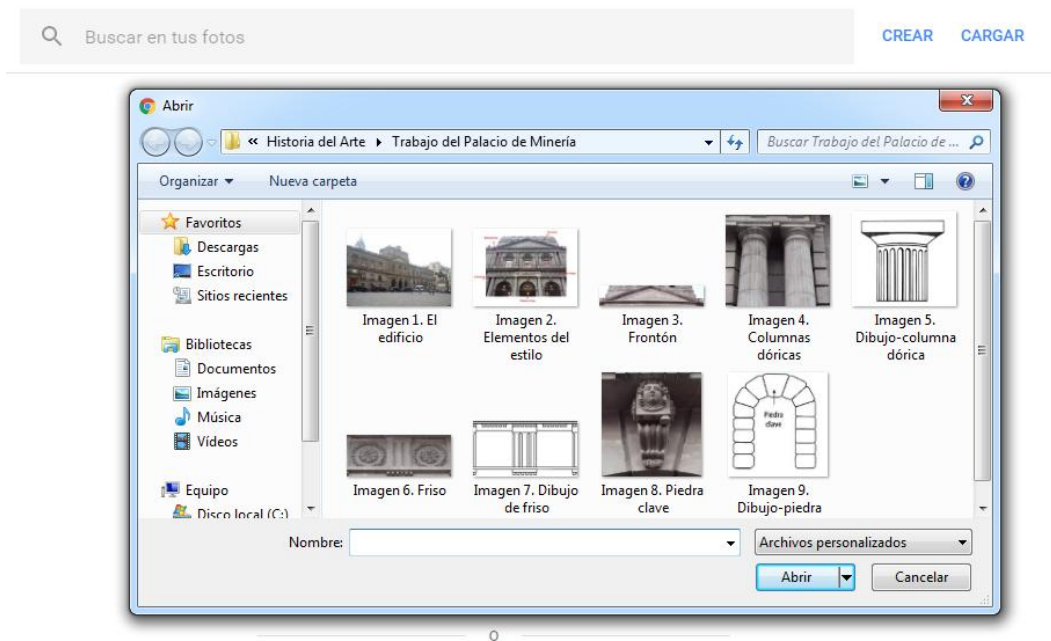 Buscar en tus fotos
CREAR CARGAR
Abrir
« Historia del Arte Trabajo del Palacio de Minería
Buscar Trabajo del Palacio de ...
Organizar Nueva carpeta
Favoritos
Descargas
Escritorio
Sitios recientes
Bibliotecas
Documentos
Imágenes
Música
Vídeos
Equipo
Disco local (C:)
Imagen 1. El
edificio
Imagen 2.
Elementos del
estilo
Imagen 3.
Frontón
Imagen 4.
Columnas
dóricas
Imagen 5.
Dibujo-columna
dórica
Imagen 6. Friso
Imagen 7. Dibujo
de friso
Imagen 8. Piedra
clave
Piedra
clave
Imagen 9.
Dibujo-piedra
Nombre:
Archivos personalizados
Abrir
Cancelar
o